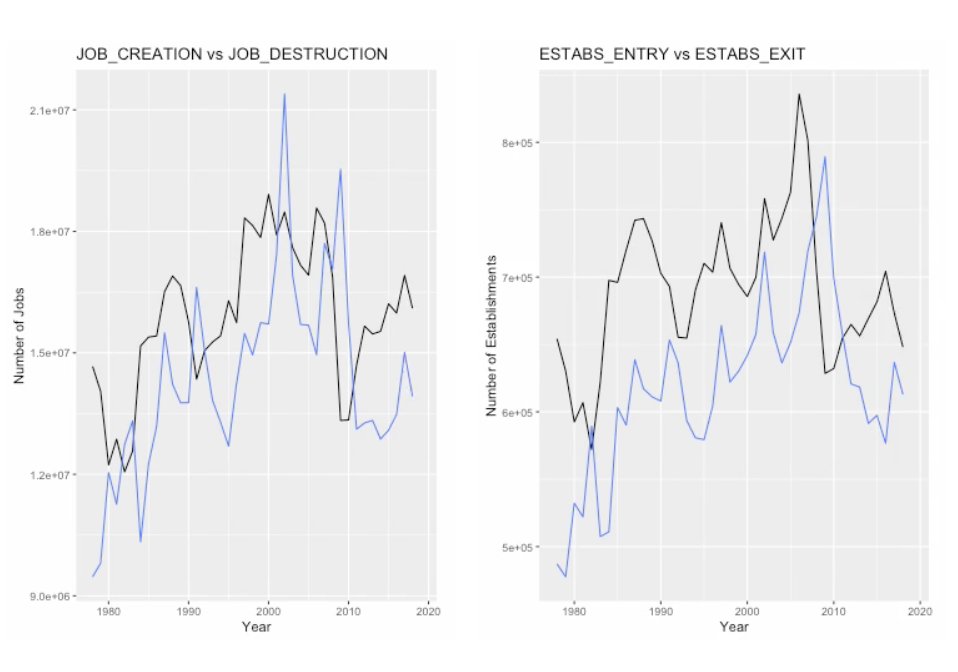 JOB_CREATION vs JOB_DESTRUCTION
Number of Jobs
2.1e+07
1.8e+07
1.5e+07
1.2e+07
9.0e+06
1980 1990 2000 2010 2020
Year
ESTABS_ENTRY vs ESTABS_EXIT
Number of Establishments
8e+05
7e+05
6e+05
5e+05
1980 1990 2000 2010 2020
Year